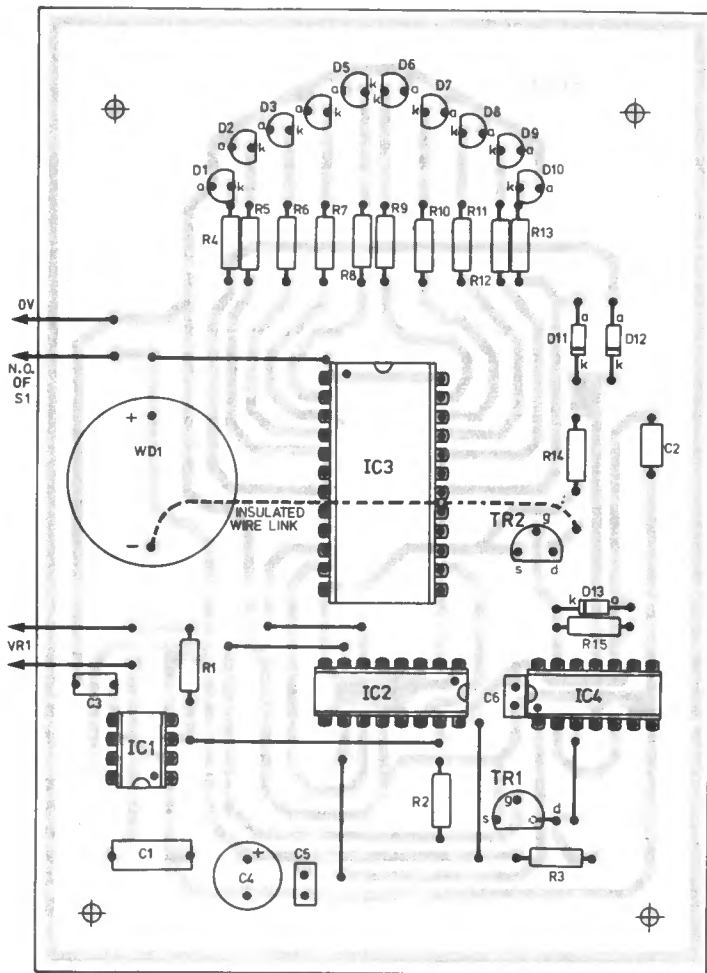 D5
D6
a
k
k
a
D3
a
k
D7
k
a
D2
a
k
D8
k
a
a
k
D9
k
a
D1
a
k
D10
k
a
R4
R5
R6
R7
R8
R9
R10
R11
R12
R13
0V
N.O.
OF
S1
a
D11
k
a
D12
k
+
WD1
-
IC3
R14
C2
INSULATED
WIRE LINK
TR2
g
s
d
D13
k
a
R15
VR1
R1
C3
IC2
C6
IC4
IC1
R2
TR1
g
s
d
C1
+
C4
C5
R3